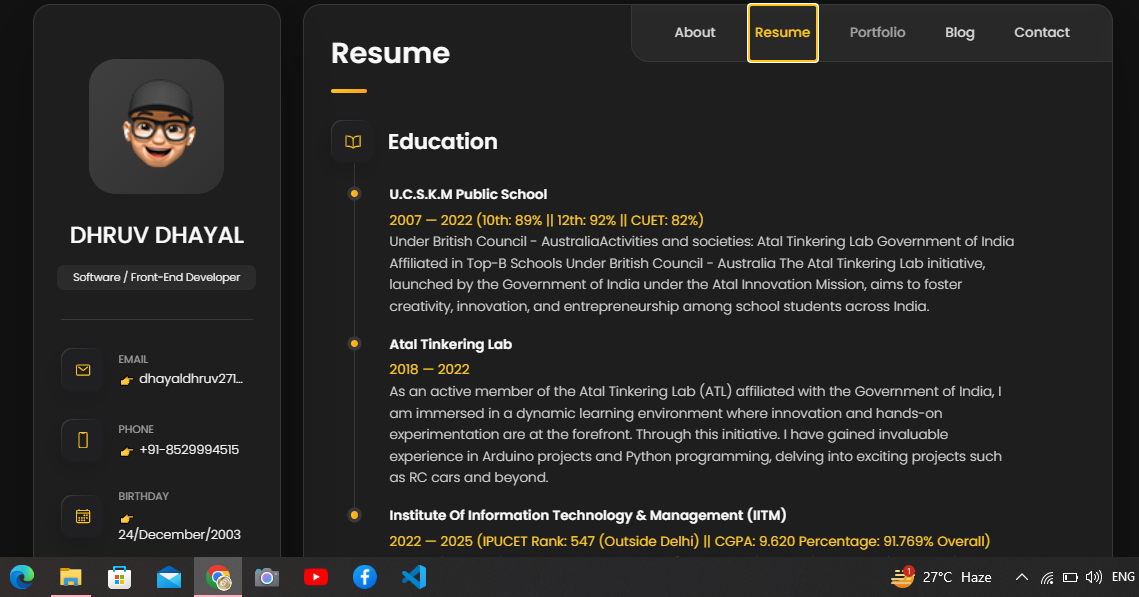 DHRUV DHAYAL
Software / Front-End Developer
EMAIL
dhayaldhruv271...
PHONE
+91-8529994515
BIRTHDAY
24/December/2003
About
Resume
Portfolio
Blog
Contact
Resume
Education
U.C.S.K.M Public School
2007 — 2022 (10th: 89% || 12th: 92% || CUET: 82%)
Under British Council - AustraliaActivities and societies: Atal Tinkering Lab Government of India
Affiliated in Top-B Schools Under British Council - Australia The Atal Tinkering Lab initiative,
launched by the Government of India under the Atal Innovation Mission, aims to foster
creativity, innovation, and entrepreneurship among school students across India.
Atal Tinkering Lab
2018 — 2022
As an active member of the Atal Tinkering Lab (ATL) affiliated with the Government of India, I
am immersed in a dynamic learning environment where innovation and hands-on
experimentation are at the forefront. Through this initiative. I have gained invaluable
experience in Arduino projects and Python programming, delving into exciting projects such
as RC cars and beyond.
Institute Of Information Technology & Management (IITM)
2022 — 2025 (IPUCET Rank: 547 (Outside Delhi) || CGPA: 9.620 Percentage: 91.769% Overall)
1
27°C Haze
ENG